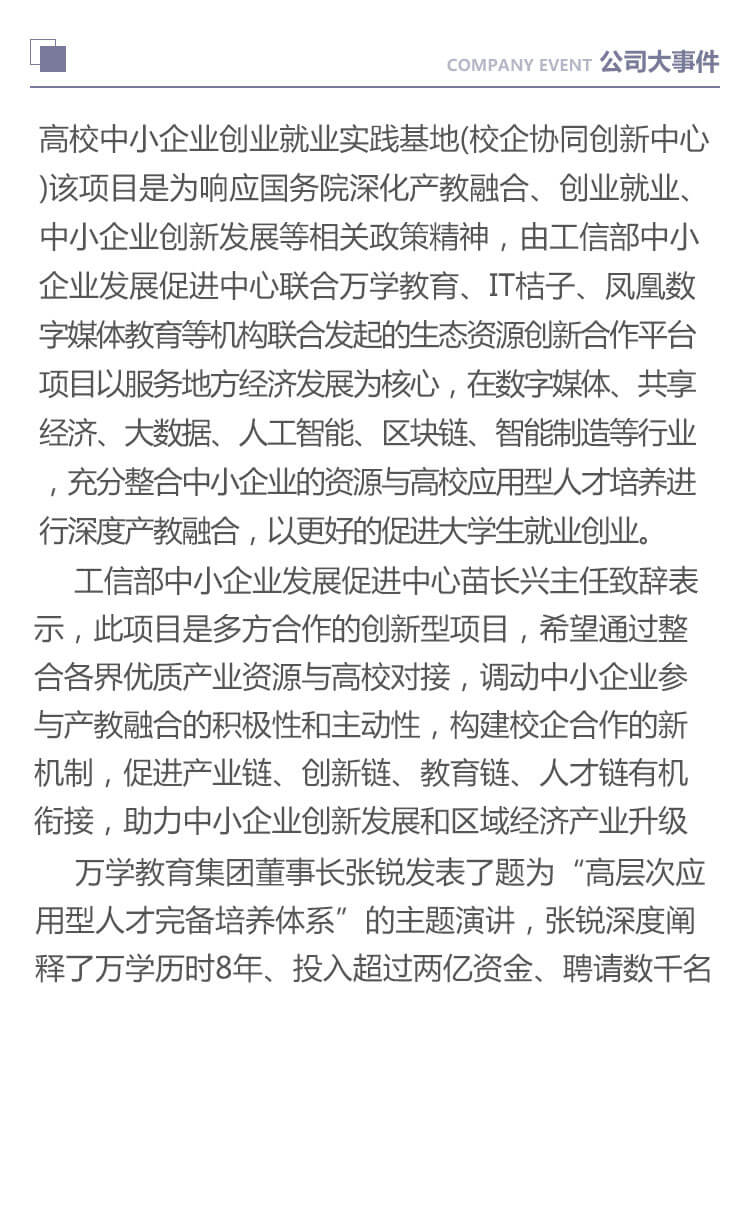 COMPANY EVENT 公司大事件
高校中小企业创业就业实践基地(校企协同创新中心
)该项目是为响应国务院深化产教融合、创业就业、
中小企业创新发展等相关政策精神，由工信部中小
企业发展促进中心联合万学教育、IT桔子、凤凰数
字媒体教育等机构联合发起的生态资源创新合作平台
项目以服务地方经济发展为核心，在数字媒体、共享
经济、大数据、人工智能、区块链、智能制造等行业
，充分整合中小企业的资源与高校应用型人才培养进
行深度产教融合，以更好的促进大学生就业创业。
工信部中小企业发展促进中心苗长兴主任致辞表
示，此项目是多方合作的创新型项目，希望通过整
合各界优质产业资源与高校对接，调动中小企业参
与产教融合的积极性和主动性，构建校企合作的新
机制，促进产业链、创新链、教育链、人才链有机
衔接，助力中小企业创新发展和区域经济产业升级
万学教育集团董事长张锐发表了题为“高层次应
用型人才完备培养体系”的主题演讲，张锐深度阐
释了万学历时8年、投入超过两亿资金、聘请数千名